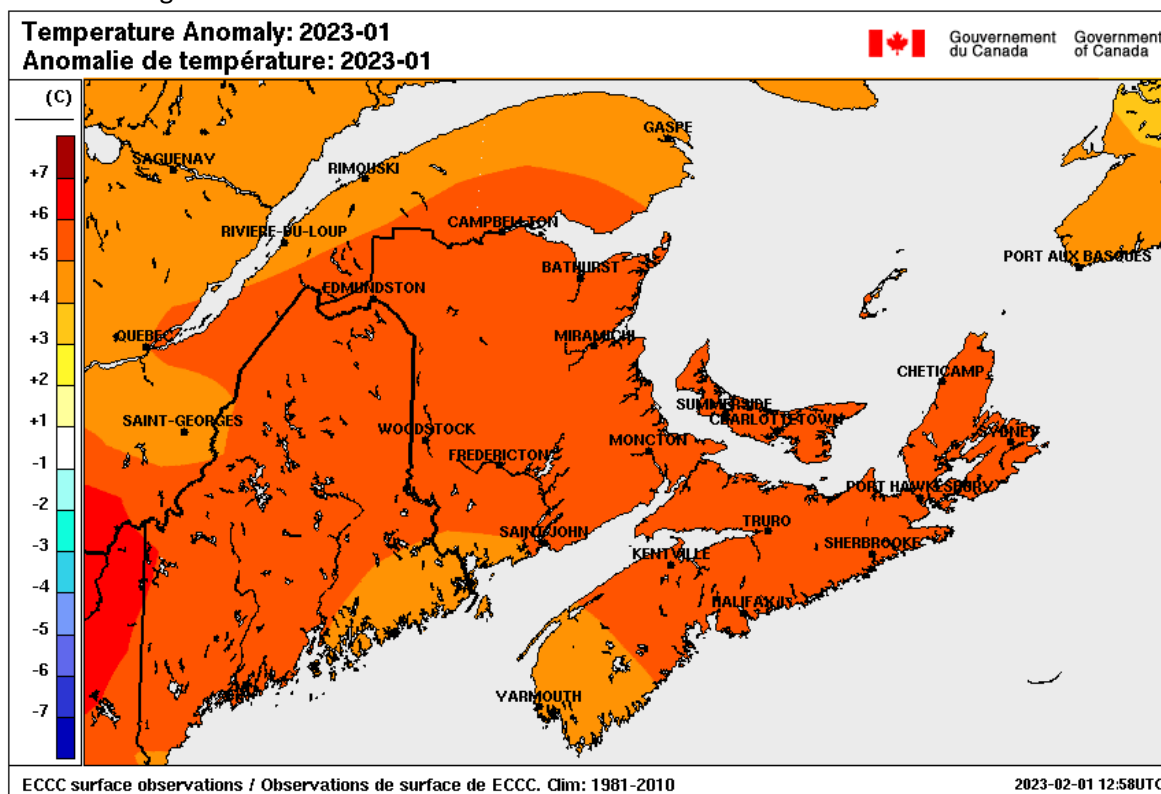 Temperature Anomaly: 2023-01
Anomalie de température: 2023-01
Gouvernement du Canada
Government of Canada
(C)
+7
+6
+5
+4
+3
+2
+1
-1
-2
-3
-4
-5
-6
-7
GASPE
SAGUENAY
RIMOUSKI
CAMPBELLTON
RIVIERE-DU-LOUP
PORT AUX BASQUES
BATHURST
EDMUNDSTON
QUEBEC
MIRAMICHI
CHETICAMP
SUMMERSIDE
CHARLOTTETOWN
SAINT-GEORGES
WOODSTOCK
MONCTON
SYDNEY
FREDERICTON
PORT HAWKESBURY
TRURO
SAINT-JOHN
SHERBROOKE
KENTVILLE
HALIFAX
YARMOUTH
ECCC surface observations / Observations de surface de ECCC. Clim: 1981-2010
2023-02-01 12:58UTC